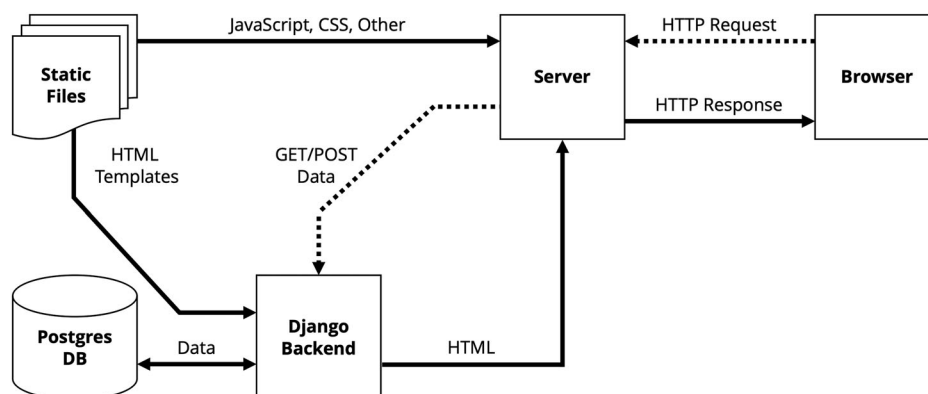 JavaScript, CSS, Other
HTTP Request
Static
Files
Server
Browser
HTTP Response
HTML
Templates
GET/POST
Data
Postgres
DB
Data
Django
Backend
HTML